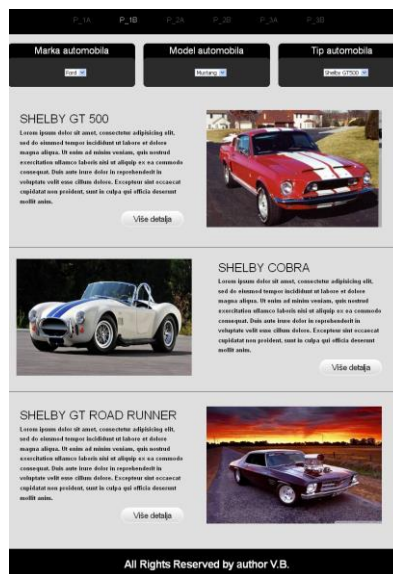 P_1A P_1B P_2A P_2B P_3A P_3B
Marka automobila Model automobila Tip automobila
Ford Mustang Shelby GT500
SHELBY GT 500
Lorem ipsum dolor sit amet, consectetur adipisicing elit,
sed do eiusmod tempor incididunt ut labore et dolore
magna aliqua. Ut enim ad minim veniam, quis nostrud
exercitation ullamco laboris nisi ut aliquip ex ea commodo
consequat. Duis aute irure dolor in reprehenderit in
voluptate velit esse cillum dolore. Excepteur sint occaecat
cupidatat non proident, sunt in culpa qui officia deserunt
mollit anim.
Više detalja
SHELBY COBRA
Lorem ipsum dolor sit amet, consectetur adipisicing elit,
sed do eiusmod tempor incididunt ut labore et dolore
magna aliqua. Ut enim ad minim veniam, quis nostrud
exercitation ullamco laboris nisi ut aliquip ex ea commodo
consequat. Duis aute irure dolor in reprehenderit in
voluptate velit esse cillum dolore. Excepteur sint occaecat
cupidatat non proident, sunt in culpa qui officia deserunt
mollit anim.
Više detalja
SHELBY GT ROAD RUNNER
Lorem ipsum dolor sit amet, consectetur adipisicing elit,
sed do eiusmod tempor incididunt ut labore et dolore
magna aliqua. Ut enim ad minim veniam, quis nostrud
exercitation ullamco laboris nisi ut aliquip ex ea commodo
consequat. Duis aute irure dolor in reprehenderit in
voluptate velit esse cillum dolore. Excepteur sint occaecat
cupidatat non proident, sunt in culpa qui officia deserunt
mollit anim.
Više detalja
All Rights Reserved by author V.B.